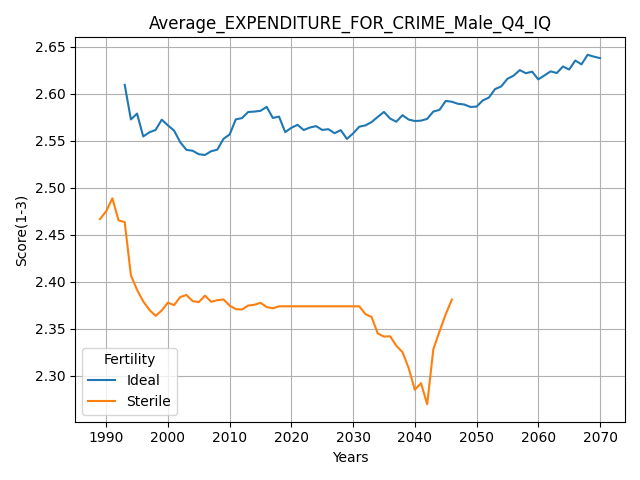 Average_EXPENDITURE_FOR_CRIME_Male_Q4_IQ
Score(1-3)
2.65
2.60
2.55
2.50
2.45
2.40
2.35
2.30
Fertility
Ideal
Sterile
1990 2000 2010 2020 2030 2040 2050 2060 2070
Years